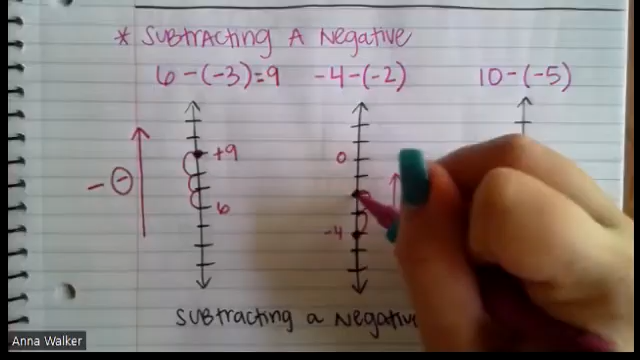 * SUBTRACTING A NEGATIVE
6-(-3)=9 -4-(-2) 10-(-5)
+9 0
-⊖
6
-4
SUBTRACTING A NEGATIVE
Anna Walker